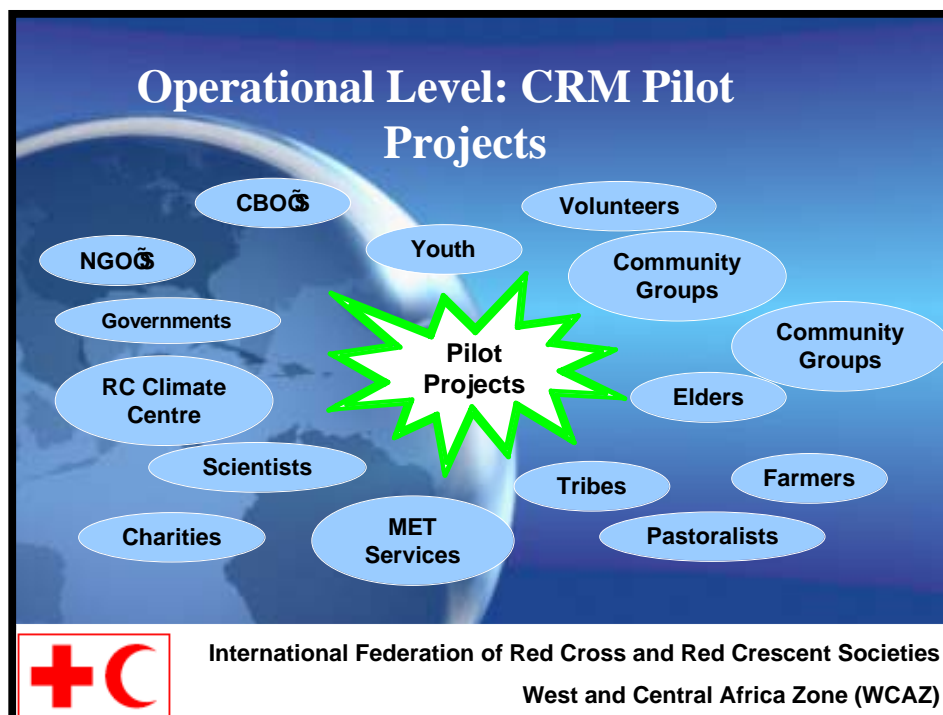 Operational Level: CRM Pilot
Projects
CBOÕS
Volunteers
Youth
NGOÕS
Community
Groups
Governments
Community
Groups
Pilot
Projects
RC Climate
Centre
Elders
Scientists
Tribes
Farmers
Charities
MET
Services
Pastoralists
International Federation of Red Cross and Red Crescent Societies
West and Central Africa Zone (WCAZ)